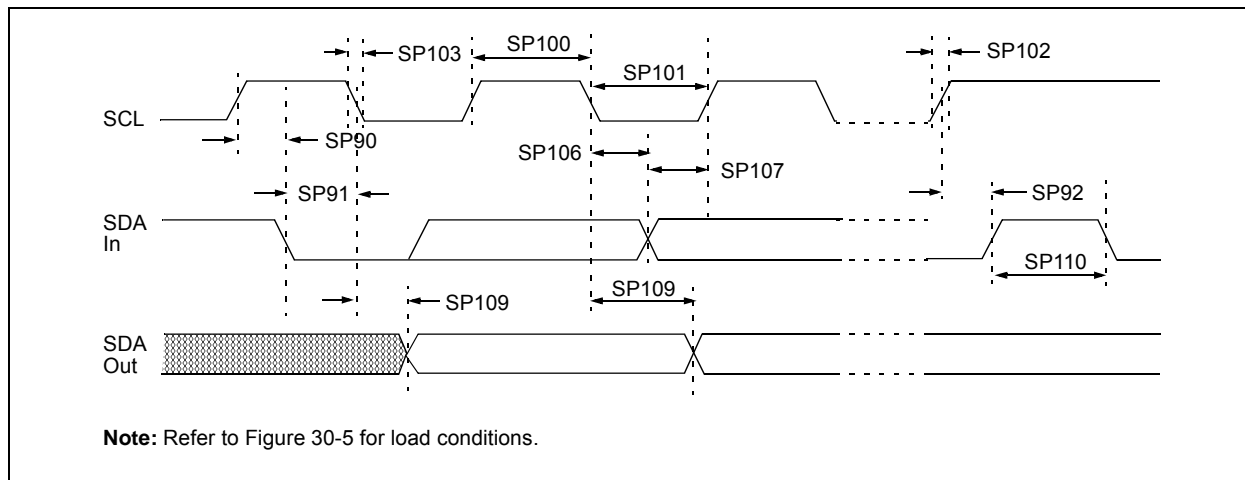 SP103
SP100
SP101
SP102
SCL
SP90
SP106
SP107
SP91
SP92
SDA
In
SP110
SP109
SP109
SDA
Out
Note: Refer to Figure 30-5 for load conditions.